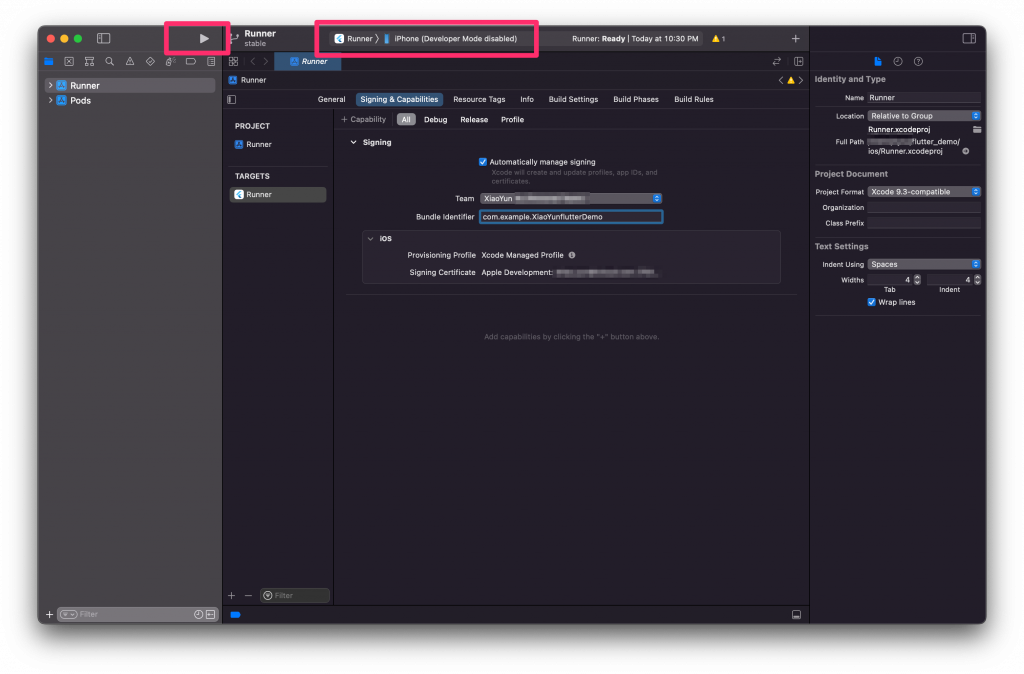 Runner
stable
Runner
iPhone (Developer Mode disabled)
Runner: Ready | Today at 10:30 PM
1
Runner
Pods
Filter
Runner
Runner
General
Signing & Capabilities
Resource Tags
Info
Build Settings
Build Phases
Build Rules
PROJECT
Runner
TARGETS
Runner
Filter
+ Capability
All
Debug
Release
Profile
Signing
Automatically manage signing
Xcode will create and update profiles, app IDs, and
certificates.
Team XiaoYun
Bundle Identifier com.example.XiaoYunflutterDemo
iOS
Provisioning Profile Xcode Managed Profile
Signing Certificate Apple Development:
Add capabilities by clicking the "+" button above.
Identity and Type
Name Runner
Location Relative to Group
Runner.xcodeproj
Full Path flutter_demo/
ios/Runner.xcodeproj
Project Document
Project Format Xcode 9.3-compatible
Organization
Class Prefix
Text Settings
Indent Using Spaces
Widths 4 4
Tab Indent
Wrap lines